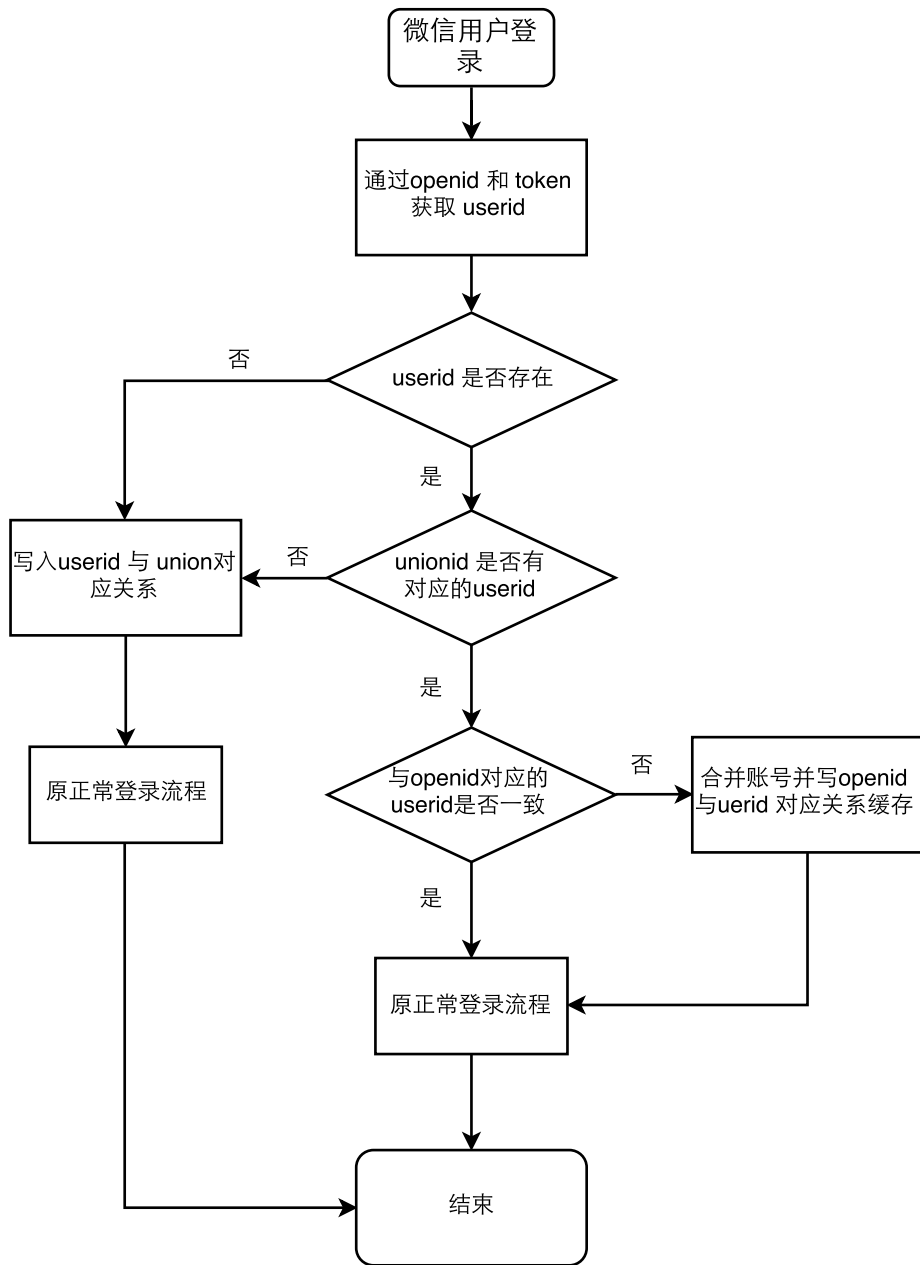 微信用户登
录
通过openid 和 token
获取 userid
否
userid 是否存在
是
写入userid 与 union对
应关系
否
unionid 是否有
对应的userid
是
原正常登录流程
与openid对应的
userid是否一致
否
合并账号并写openid
与uerid 对应关系缓存
是
原正常登录流程
结束